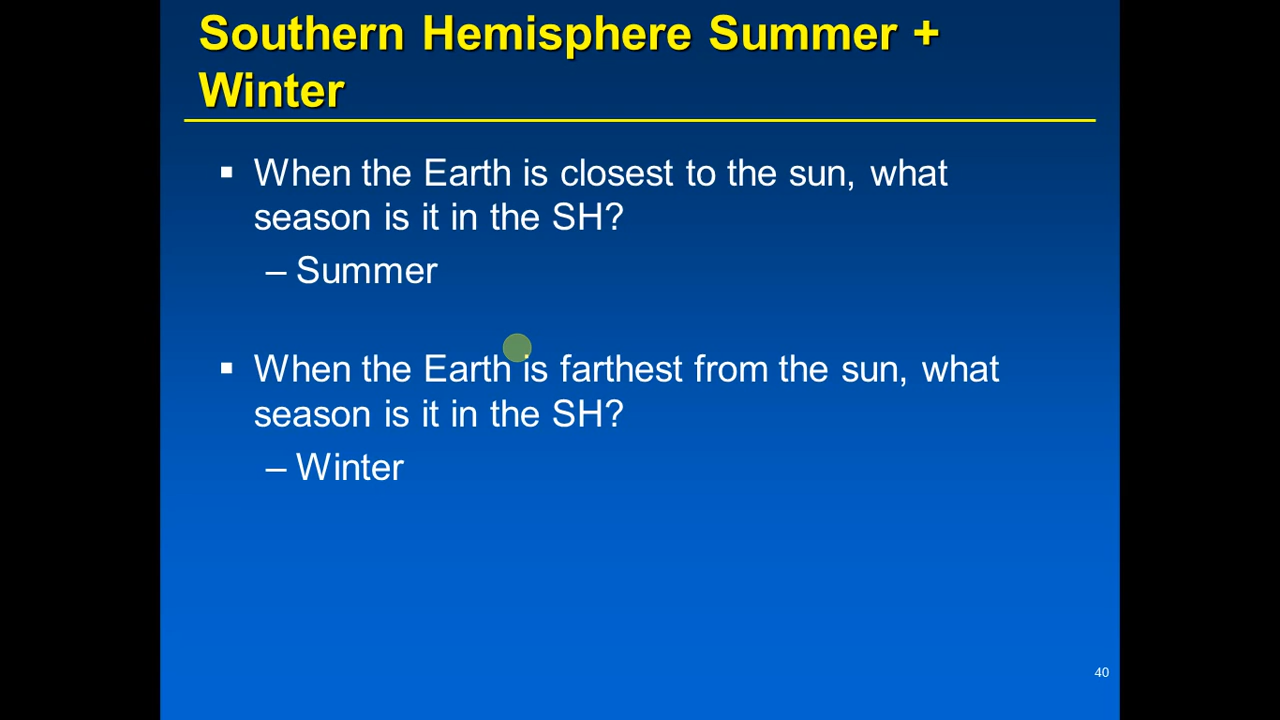 Southern Hemisphere Summer +
Winter
▪ When the Earth is closest to the sun, what
season is it in the SH?
– Summer
▪ When the Earth is farthest from the sun, what
season is it in the SH?
– Winter
40